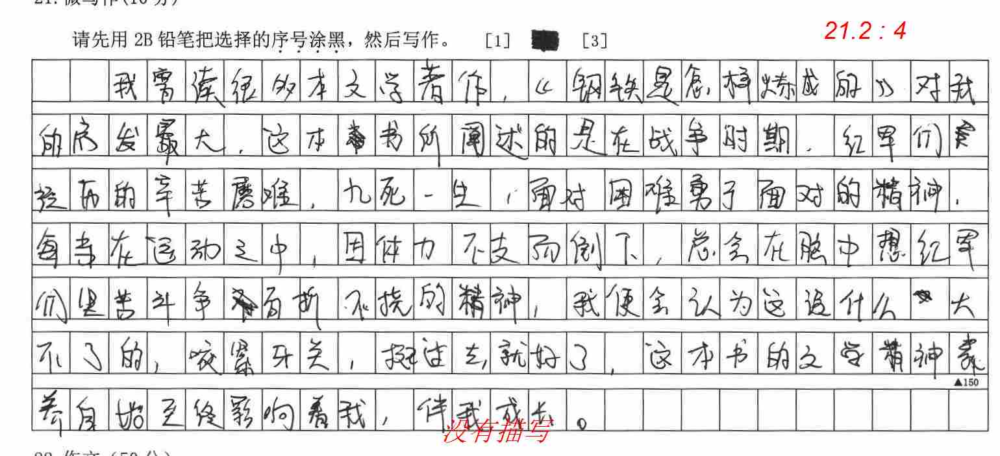 21.微写作(10分)
请先用 2B 铅笔把选择的序号涂黑，然后写作。 [1] [3]
21.2 : 4
我曾读很多本文学著作，《钢铁是怎样炼成的》对我
的启发最大，这本书所阐述的是在战争时期，红军们
经历的辛苦磨难，九死一生，面对困难勇于面对的精神，
每当在运动之中，因体力不支而倒下，总会在脑中想红军
们坚苦斗争百折不挠的精神，我便会认为这没什么大
不了的，咬紧牙关，挺过去，就好了，这本书的文学精神
▲150
自始至终影响着我，伴我成长。
没有描写